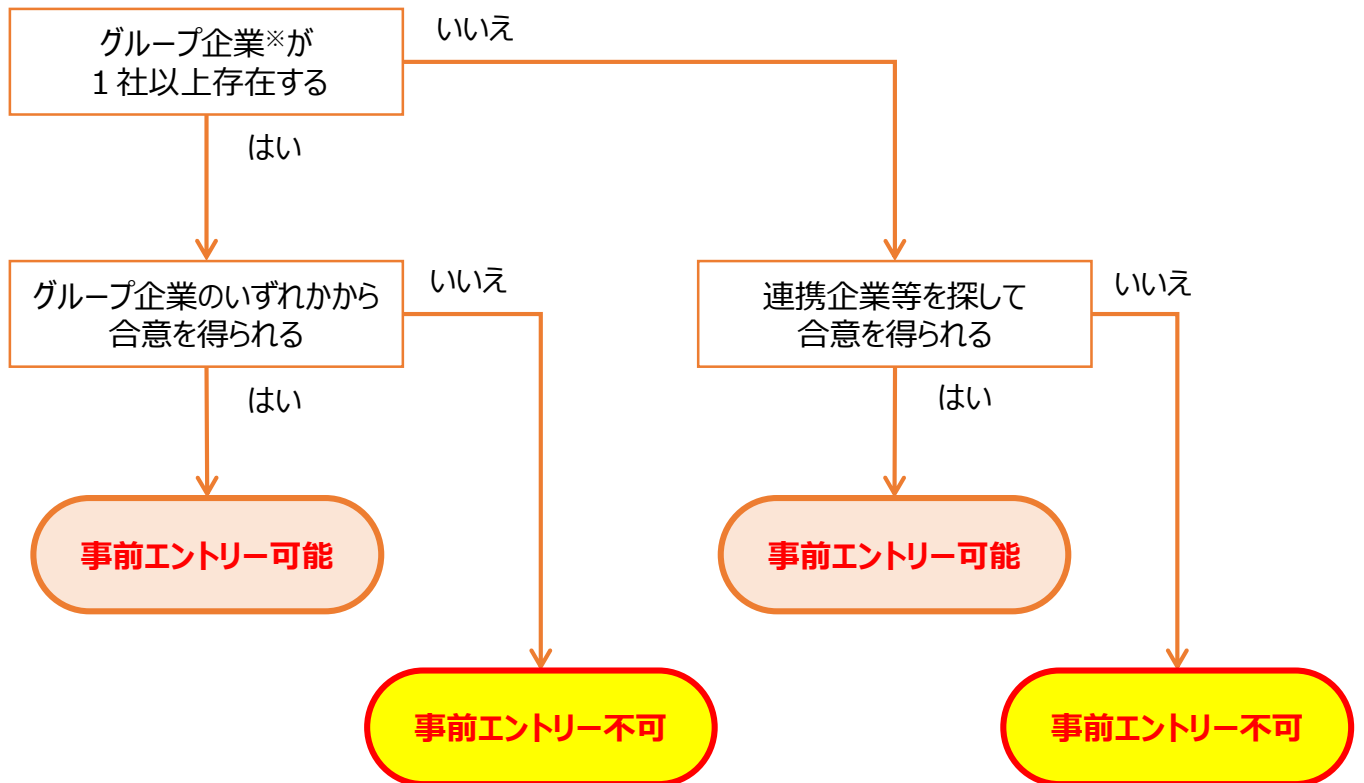 グループ企業※が
１社以上存在する
いいえ
はい
グループ企業のいずれかから
合意を得られる
いいえ
連携企業等を探して
合意を得られる
いいえ
はい
はい
事前エントリー可能
事前エントリー可能
事前エントリー不可
事前エントリー不可